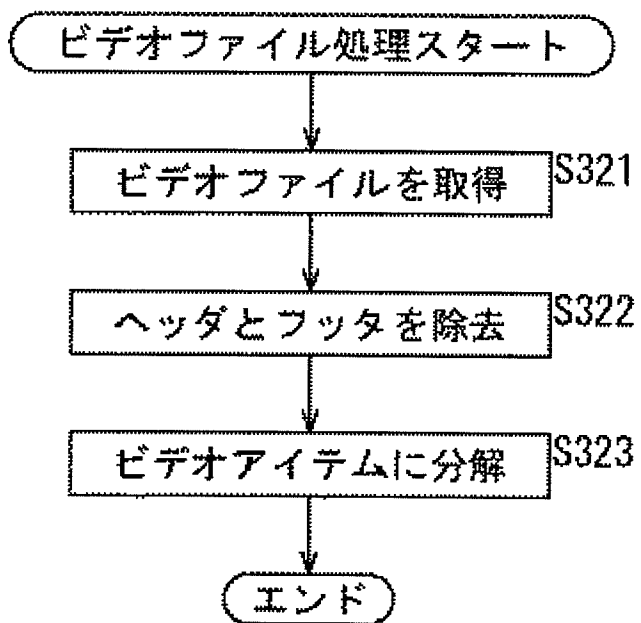 ビデオファイル処理スタート
ビデオファイルを取得 S321
ヘッダとフッタを除去 S322
ビデオアイテムに分解 S323
エンド